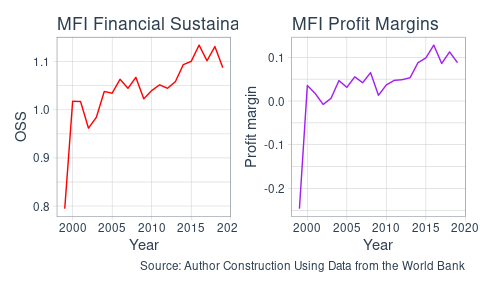 MFI Financial Sustaina
OSS
1.1
1.0
0.9
0.8
2000 2005 2010 2015 202
Year
MFI Profit Margins
Profit margin
0.1
0.0
-0.1
-0.2
2000 2005 2010 2015 2020
Year
Source: Author Construction Using Data from the World Bank